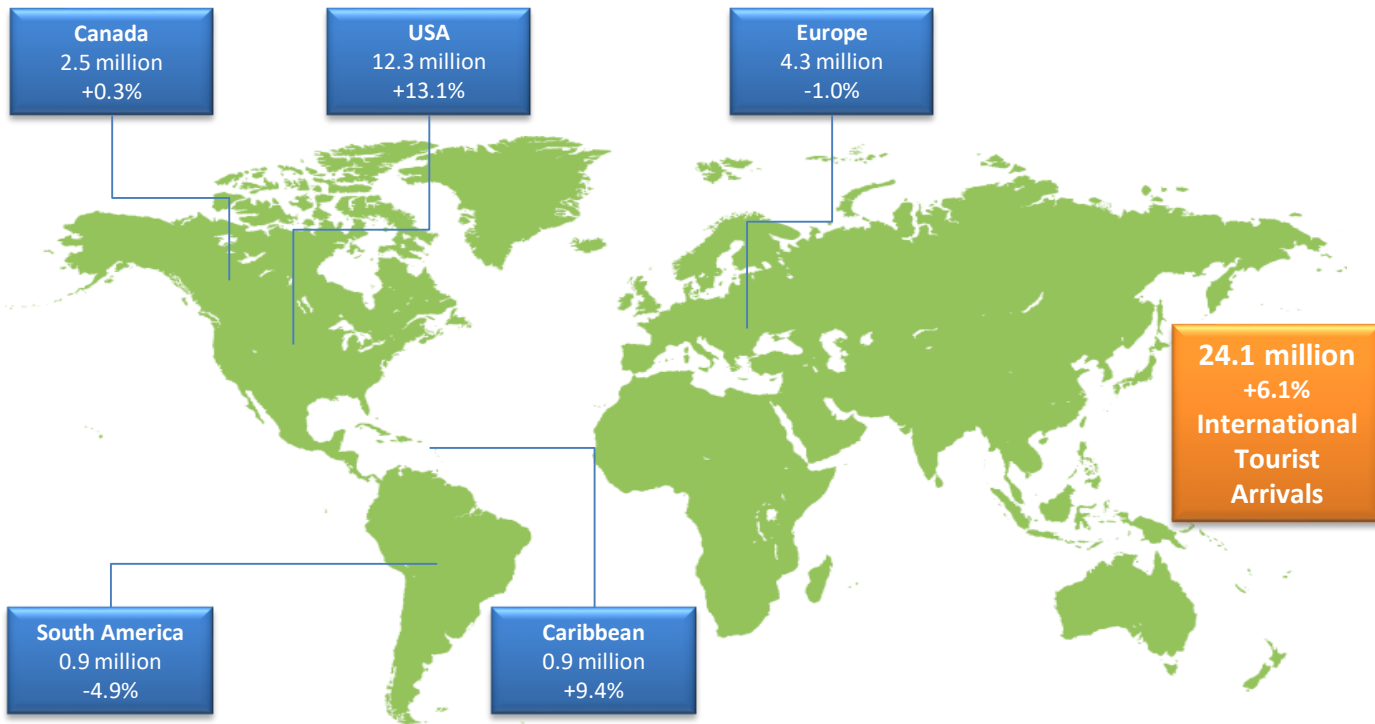 Canada
2.5 million
+0.3%
USA
12.3 million
+13.1%
Europe
4.3 million
-1.0%
24.1 million
+6.1%
International
Tourist
Arrivals
South America
0.9 million
-4.9%
Caribbean
0.9 million
+9.4%